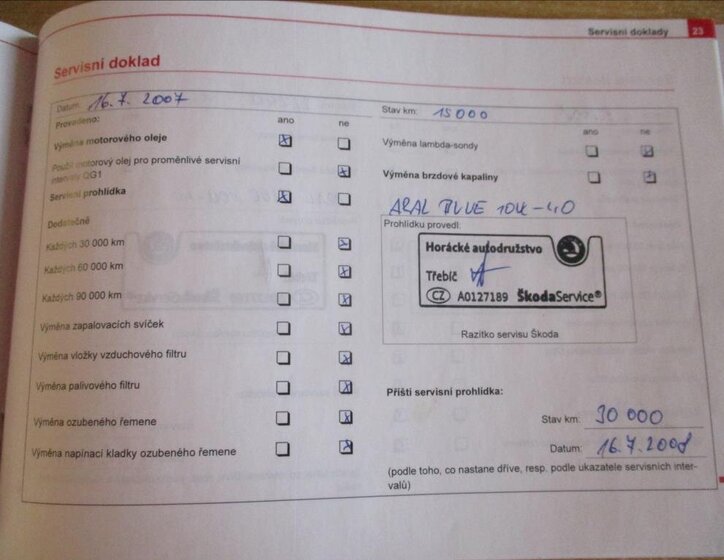 Servisní doklady 23
Servisní doklad
Datum: 16.7. 2007
Stav km: 15000
Provedeno: ano ne
ano ne
Výměna motorového oleje
Výměna lambda-sondy
Použit motorový olej pro proměnlivé servisní
intervaly QG1
Výměna brzdové kapaliny
Servisní prohlídka
ARAL BLUE 10W-40
Dodatečně
Prohlídku provedl:
Každých 30 000 km
Každých 60 000 km
Každých 90 000 km
Horácké autodružstvo
Třebíč
CZ A0127189 ŠkodaService®
Razítko servisu Škoda
Výměna zapalovacích svíček
Výměna vložky vzduchového filtru
Výměna palivového filtru
Výměna ozubeného řemene
Výměna napínací kladky ozubeného řemene
Příští servisní prohlídka:
Stav km: 30 000
Datum: 16.7.2008
(podle toho, co nastane dříve, resp. podle ukazatele servisních inter-
valů)